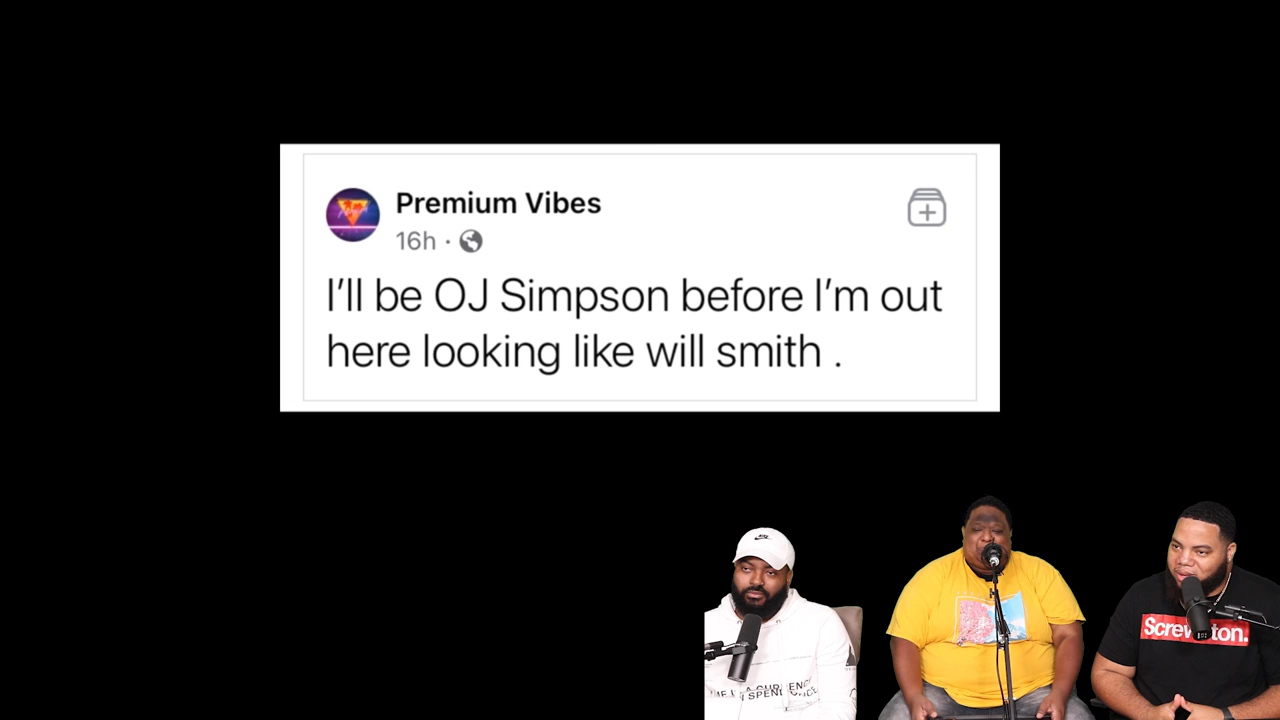 Premium Vibes
16h ·
I'll be OJ Simpson before I'm out
here looking like will smith .